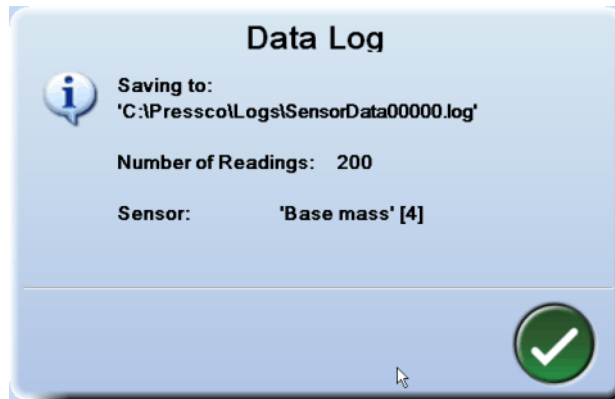 Data Log
Saving to:
'C:\Pressco\Logs\SensorData00000.log'
Number of Readings: 200
Sensor: 'Base mass' [4]